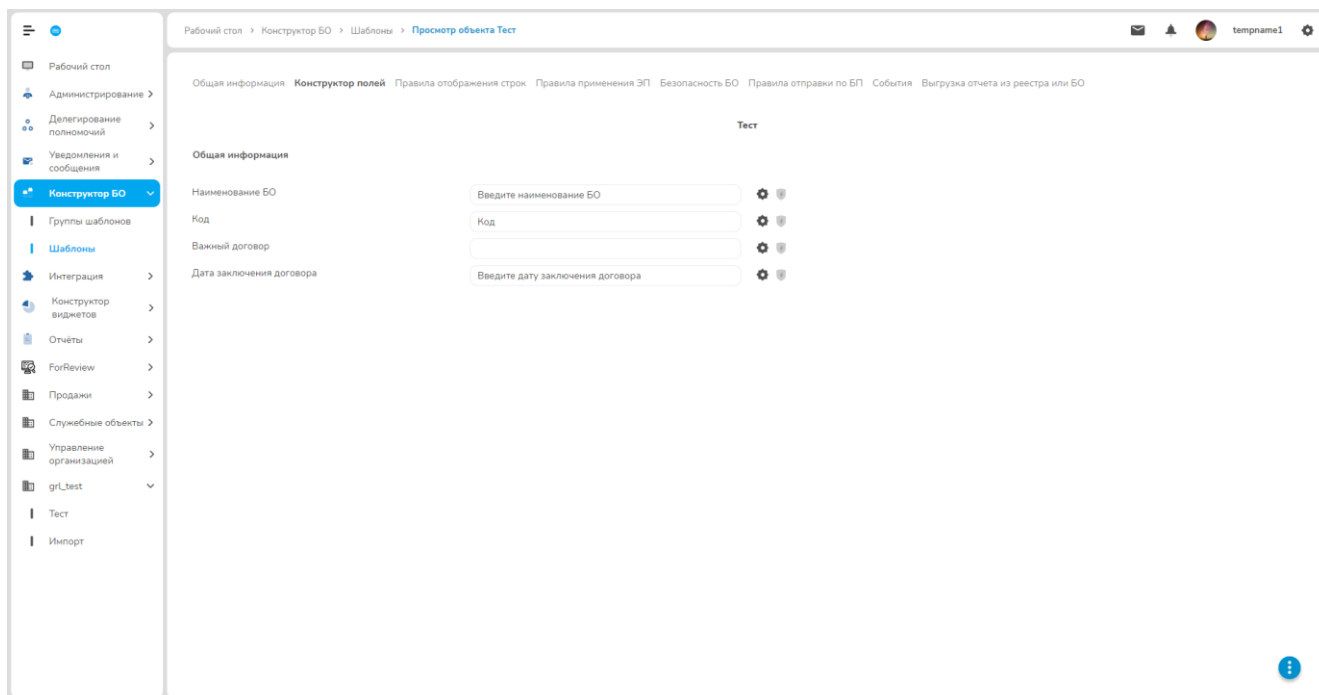 Рабочий стол > Конструктор БО > Шаблоны > Просмотр объекта Тест
tempname1
Рабочий стол
Администрирование
Делегирование
полномочий
Уведомления и
сообщения
Конструктор БО
Группы шаблонов
Шаблоны
Интеграция
Конструктор
виджетов
Отчёты
ForReview
Продажи
Служебные объекты
Управление
организацией
grl_test
Тест
Импорт
Общая информация Конструктор полей Правила отображения строк Правила применения ЭП Безопасность БО Правила отправки по БП События Выгрузка отчета из реестра или БО
Тест
Общая информация
Наименование БО Введите наименование БО
Код Код
Важный договор
Дата заключения договора Введите дату заключения договора